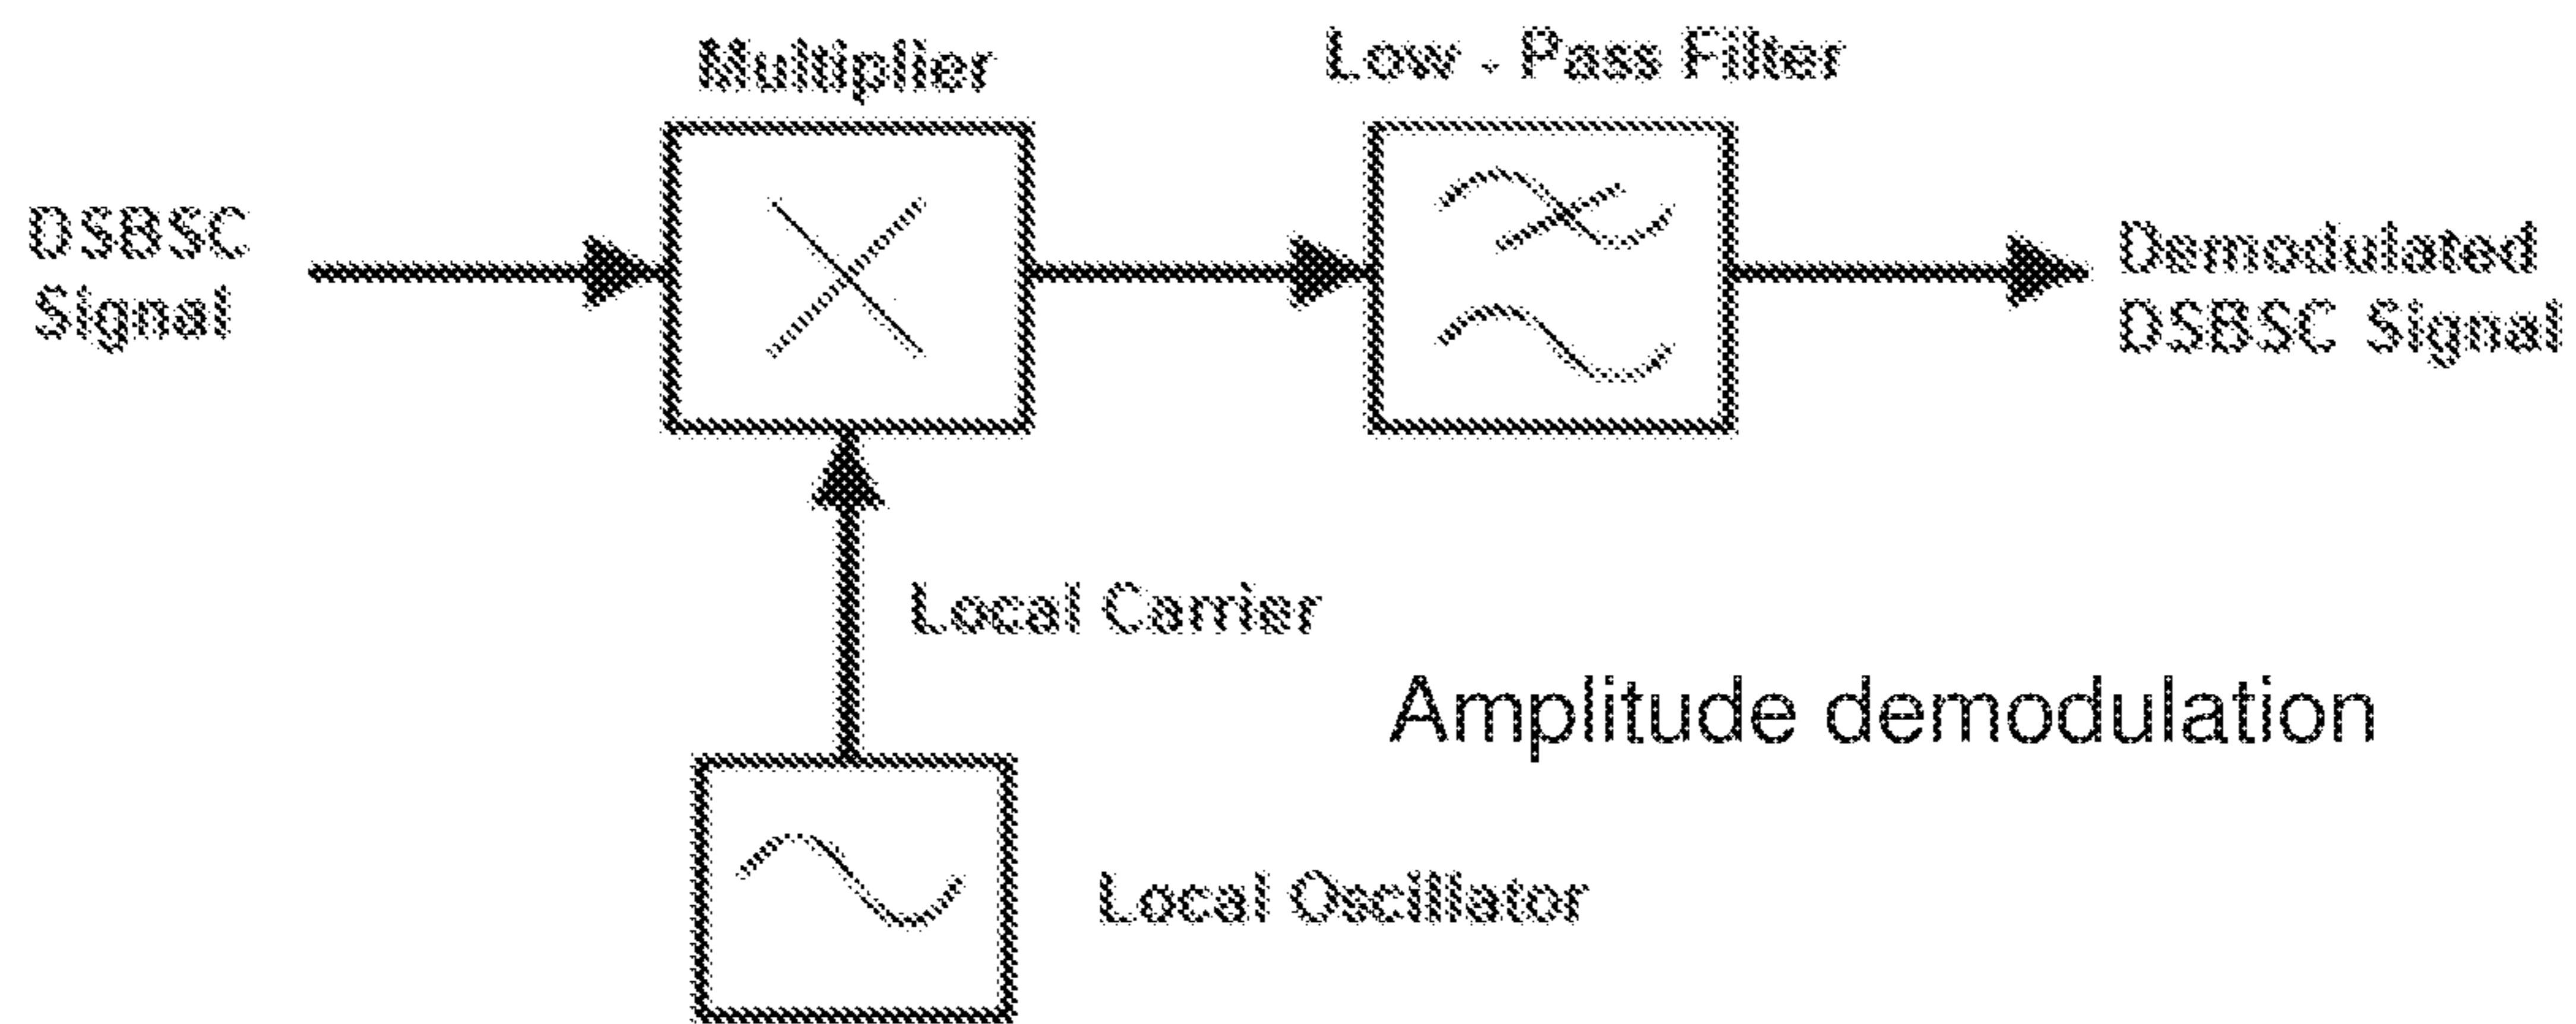 Multiplier
Low - Pass Filter
DSBSC
Signal
Demodulated
DSBSC Signal
Local Carrier
Amplitude demodulation
Local Oscillator